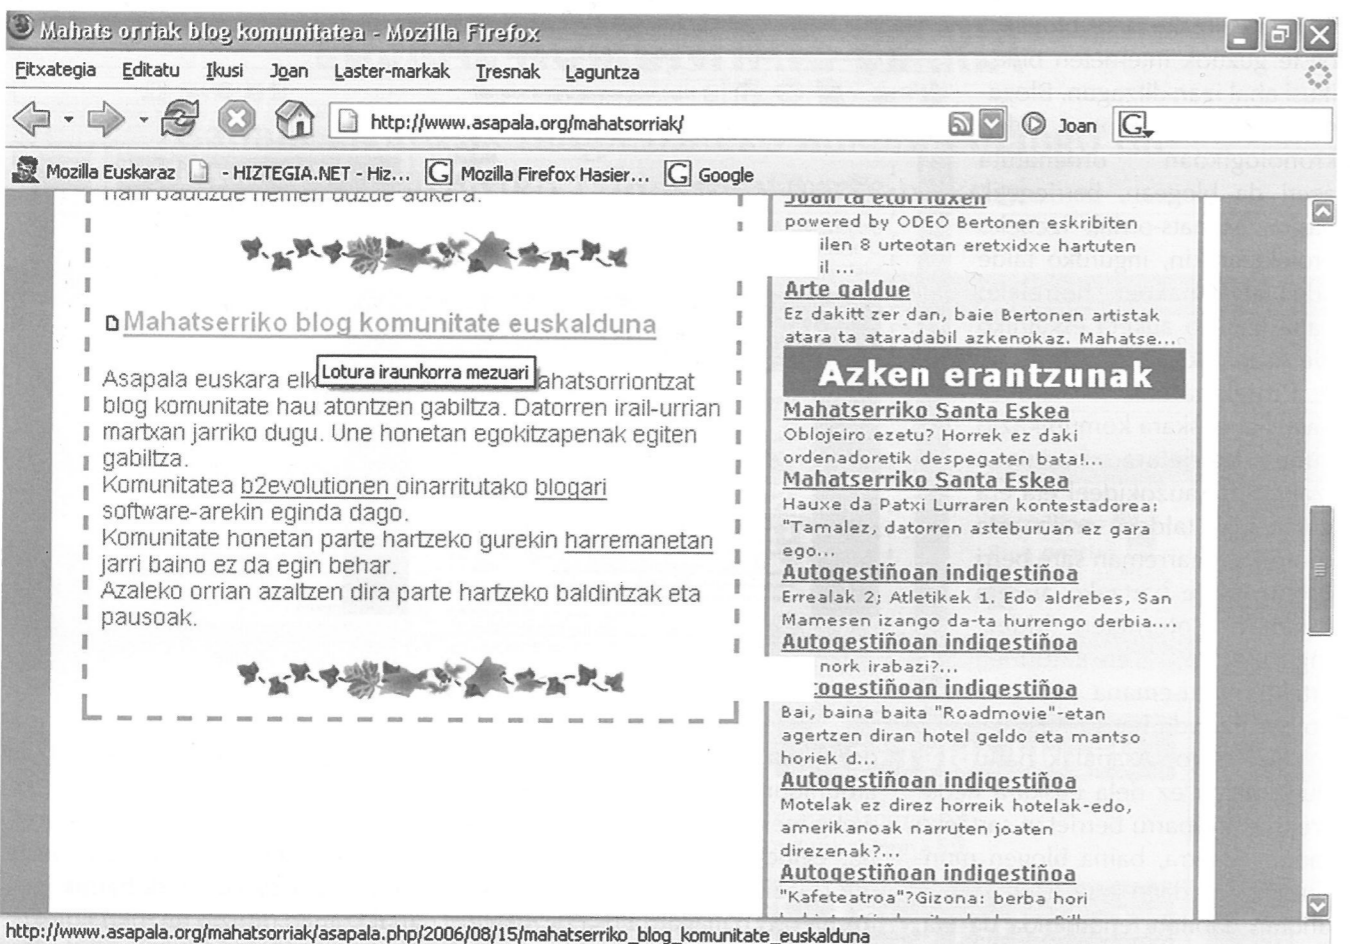 Mahats orriak blog komunitatea - Mozilla Firefox
Fitxategia Editatu Ikusi Joan Laster-markak Tresnak Laguntza
http://www.asapala.org/mahatsorriak/ Joan G
Mozilla Euskaraz - HIZTEGIA.NET - Hiz... G Mozilla Firefox Hasier... G Google
Mahatserriko blog komunitate euskalduna
Lotura iraunkorra mezuari
Asapala euskara mahatsorriontzat
blog komunitate hau atontzen gabiltza. Datorren irail-urrian
martxan jarriko dugu. Une honetan egokitzapenak egiten
gabiltza.
Komunitatea b2evolutionen oinarritutako blogari
software-arekin eginda dago.
Komunitate honetan parte hartzeko gurekin harremanetan
jarri baino ez da egin behar.
Azaleko orrian azaltzen dira parte hartzeko baldintzak eta
pausoak.
Joan ta etorriuxen
powered by ODEO Bertonen eskribiten
ilen 8 urteotan eretxidxe hartuten
il ...
Arte galdue
Ez dakitt zer dan, baie Bertonen artistak
atara ta ataradabil azkenokaz. Mahatse...
Azken erantzunak
Mahatserriko Santa Eskea
Oblojeiro ezetu? Horrek ez daki
ordenadoretik despegaten bata!...
Mahatserriko Santa Eskea
Hauxe da Patxi Lurraren kontestadorea:
"Tamalez, datorren asteburuan ez gara
ego...
Autogestiñoan indigestiñoa
Errealak 2; Atletikek 1. Edo aldrebes, San
Mamesen izango da-ta hurrengo derbia....
Autogestiñoan indigestiñoa
nork irabazi?...
togestiñoan indigestiñoa
Bai, baina baita "Roadmovie"-etan
agertzen diran hotel geldo eta mantso
horiek d...
Autogestiñoan indigestiñoa
Motelak ez direz horreik hotelak-edo,
amerikanoak narruten joaten
direzenak?...
Autogestiñoan indigestiñoa
"Kafeteatroa"?Gizona: berba hori
http://www.asapala.org/mahatsorriak/asapala.php/2006/08/15/mahatserriko_blog_komunitate_euskalduna